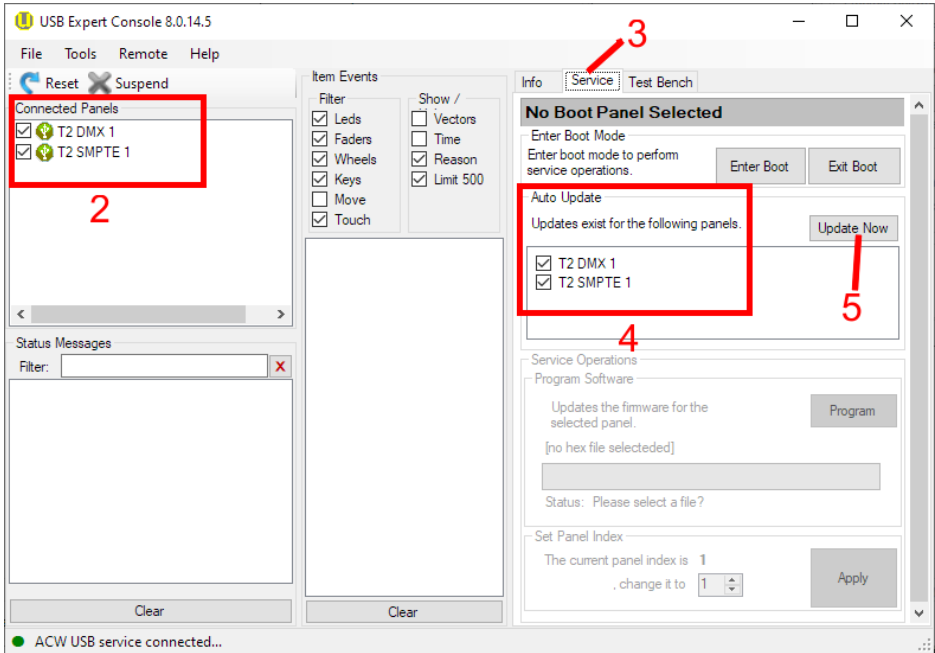 USB Expert Console 8.0.14.5
File Tools Remote Help
3
Reset Suspend
Connected Panels
T2 DMX 1
T2 SMPTE 1
2
Status Messages
Filter: X
Clear
Item Events
Filter
Leds
Faders
Wheels
Keys
Move
Touch
Show /
Vectors
Time
Reason
Limit 500
Clear
Info Service Test Bench
No Boot Panel Selected
Enter Boot Mode
Enter boot mode to perform
service operations.
Enter Boot Exit Boot
Auto Update
Updates exist for the following panels.
Update Now
T2 DMX 1
T2 SMPTE 1
4
5
Service Operations
Program Software
Updates the firmware for the
selected panel.
Program
[no hex file selecteded]
Status: Please select a file?
Set Panel Index
The current panel index is 1
, change it to 1
Apply
ACW USB service connected...